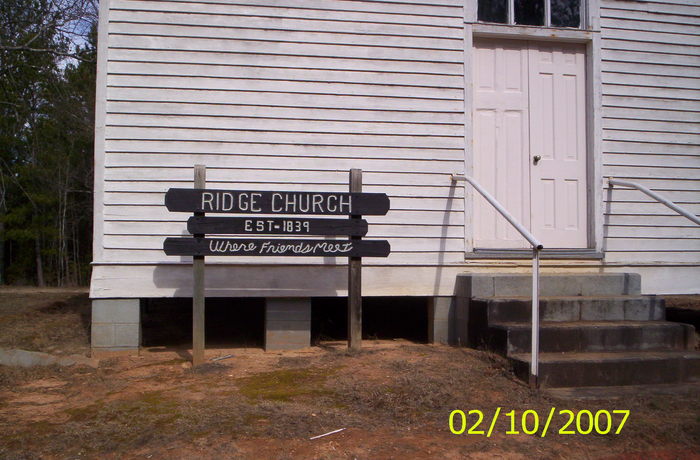 RIDGE CHURCH
EST-1839
Where Friends Meet
02/10/2007